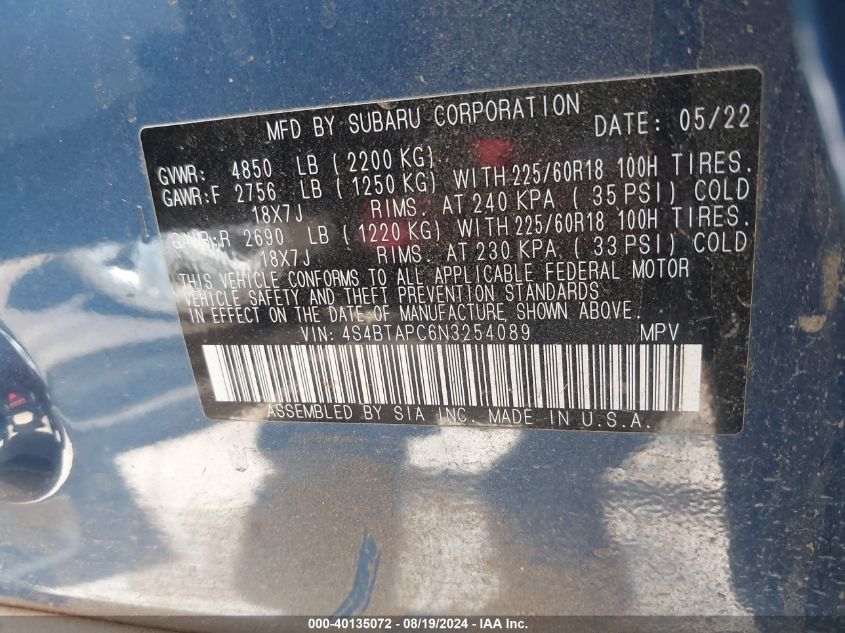 MFD BY SUBARU CORPORATION DATE: 05/22
GVWR: 4850 LB (2200 KG)
GAWR:F 2756 LB (1250 KG) WITH 225/60R18 100H TIRES.
18X7J RIMS. AT 240 KPA (35 PSI) COLD
GAWR:R 2690 LB (1220 KG) WITH 225/60R18 100H TIRES.
18X7J RIMS. AT 230 KPA (33 PSI) COLD
THIS VEHICLE CONFORMS TO ALL APPLICABLE FEDERAL MOTOR
VEHICLE SAFETY AND THEFT PREVENTION STANDARDS
IN EFFECT ON THE DATE OF MANUFACTURE SHOWN ABOVE.
VIN: 4S4BTAPC6N3254089 MPV
ASSEMBLED BY SIA INC. MADE IN U.S.A.
000-40135072 - 08/19/2024 - IAA Inc.